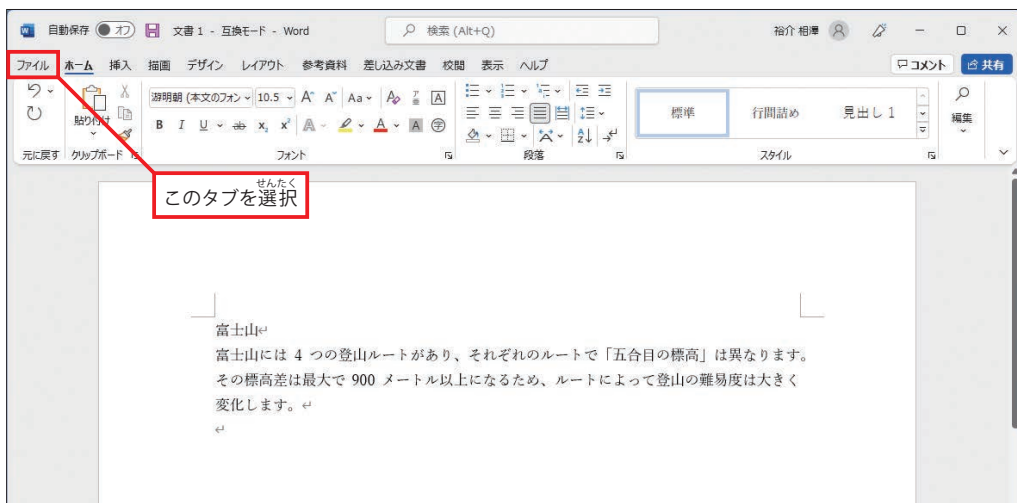 自動保存 オフ 文書 1 - 互換モード - Word 検索 (Alt+Q) 裕介 相澤
ファイル ホーム 挿入 描画 デザイン レイアウト 参考資料 差し込み文書 校閲 表示 ヘルプ コメント 共有
貼り付け 游明朝 (本文のフォン 10.5 A A Aa A ア亜 A 標準 行間詰め 見出し 1 編集
B I U ab x₂ x² A A A 字
元に戻す クリップボード フォント 段落 スタイル
せんたく
このタブを選択
富士山↵
富士山には 4 つの登山ルートがあり、それぞれのルートで「五合目の標高」は異なります。
その標高差は最大で 900 メートル以上になるため、ルートによって登山の難易度は大きく
変化します。↵
↵